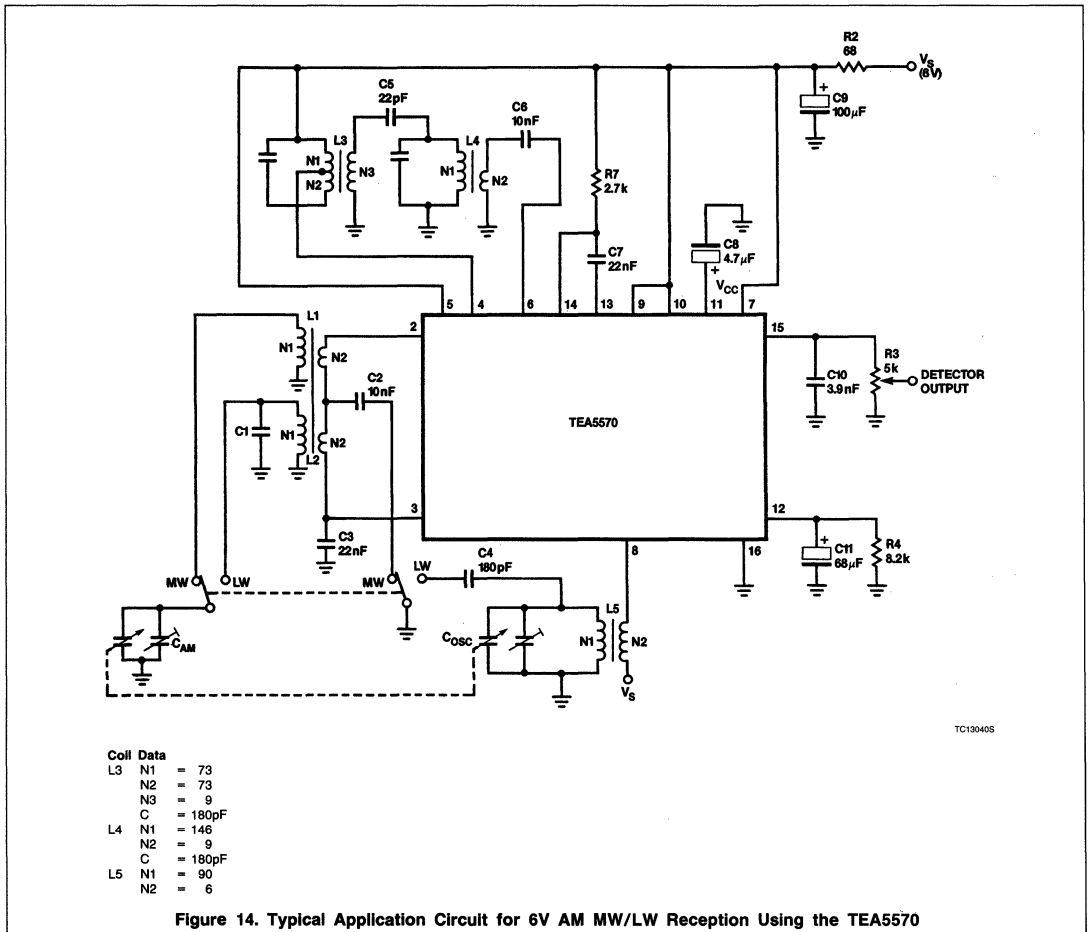 R2
68
V_S
(6V)
C5
22pF
C6
10nF
+
C9
100μF
L3
L4
N1
N2
N3
N1
N2
R7
2.7k
C8
4.7μF
+
V_CC
C7
22nF
5
4
6
14
13
9
10
11
7
L1
2
15
N1
N2
C2
10nF
C10
3.9nF
R3
5k
DETECTOR
OUTPUT
TEA5570
C1
N1
N2
L2
3
12
C3
22nF
8
16
+
C11
68μF
R4
8.2k
MW
LW
MW
LW
C4
180pF
C_AM
C_OSC
L5
N1
N2
V_S
TC13040S
Coil Data
L3 N1 = 73
N2 = 73
N3 = 9
C = 180pF
L4 N1 = 146
N2 = 9
C = 180pF
L5 N1 = 90
N2 = 6
Figure 14. Typical Application Circuit for 6V AM MW/LW Reception Using the TEA5570